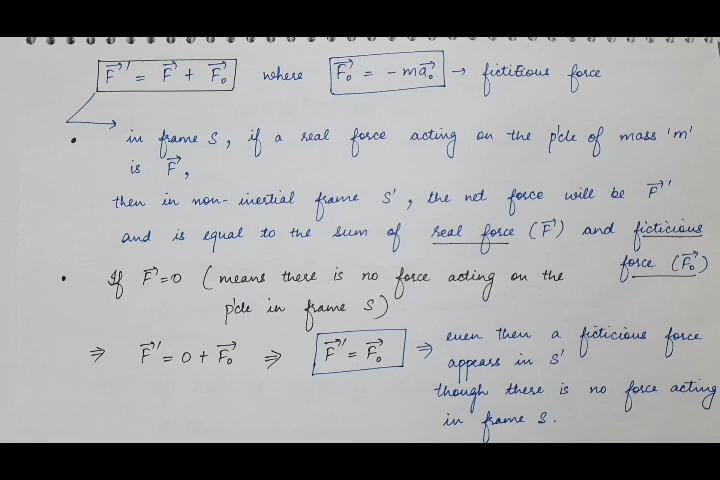 F⃗' = F⃗ + F⃗₀ where F⃗₀ = - ma⃗₀ → fictitious force
• in frame S, if a real force acting on the p'cle of mass 'm'
is F⃗,
then in non-inertial frame S', the net force will be F⃗'
and is equal to the sum of real force (F⃗) and ficticious
force (F⃗₀)
• If F⃗=0 (means there is no force acting on the
p'cle in frame S)
⇒ F⃗' = 0 + F⃗₀ ⇒ F⃗' = F⃗₀ ⇒ even then a ficticious force
appears in S'
though there is no force acting
in frame S.